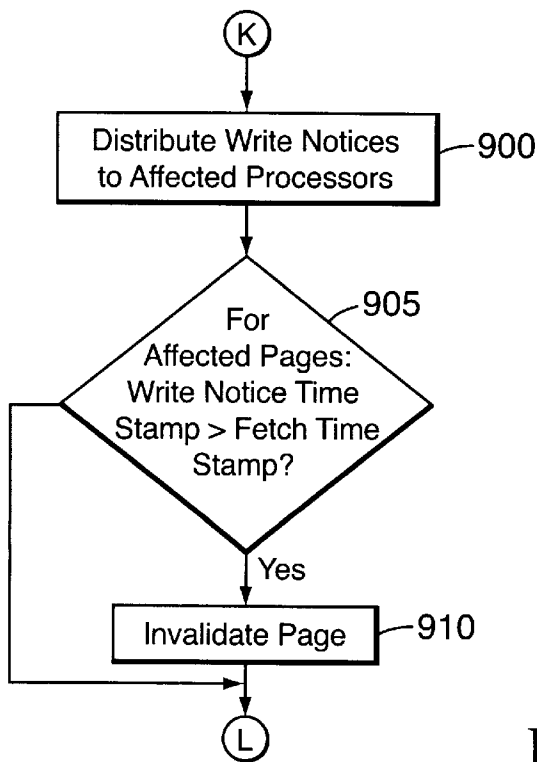 K
Distribute Write Notices
to Affected Processors
900
905
For
Affected Pages:
Write Notice Time
Stamp > Fetch Time
Stamp?
Yes
Invalidate Page
910
L